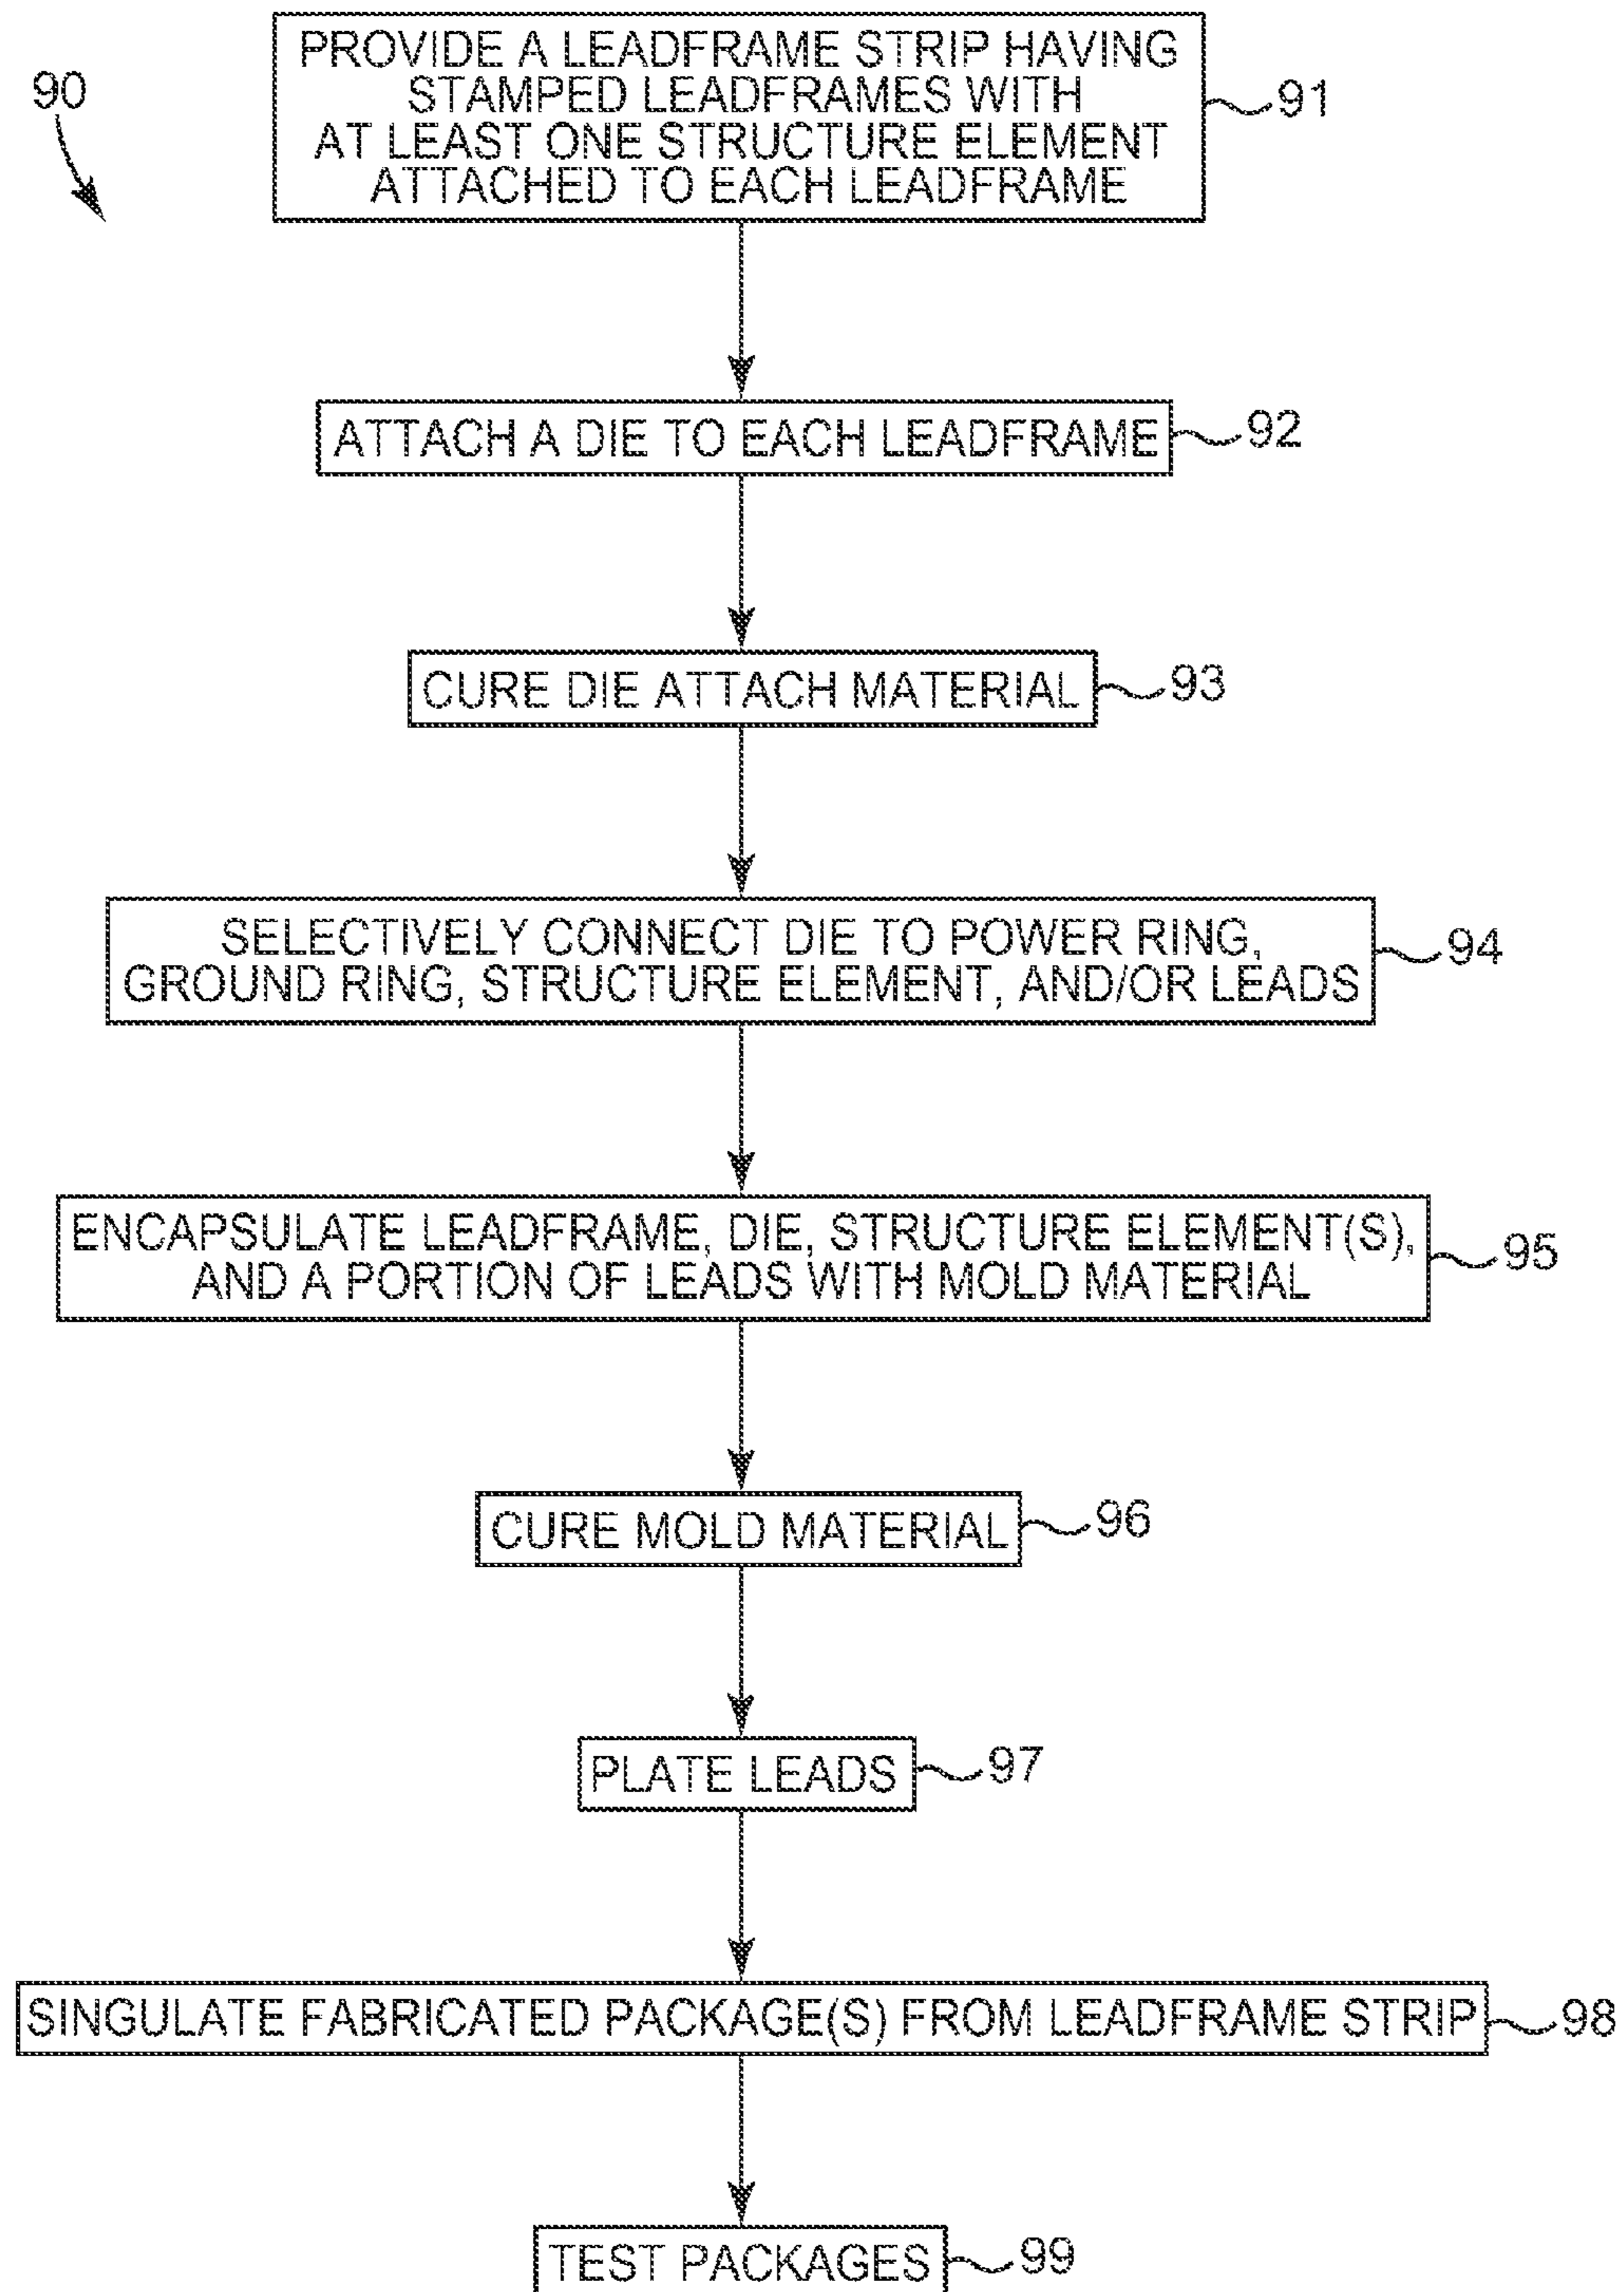 90
PROVIDE A LEADFRAME STRIP HAVING
STAMPED LEADFRAMES WITH
AT LEAST ONE STRUCTURE ELEMENT
ATTACHED TO EACH LEADFRAME
91
ATTACH A DIE TO EACH LEADFRAME
92
CURE DIE ATTACH MATERIAL
93
SELECTIVELY CONNECT DIE TO POWER RING,
GROUND RING, STRUCTURE ELEMENT, AND/OR LEADS
94
ENCAPSULATE LEADFRAME, DIE, STRUCTURE ELEMENT(S),
AND A PORTION OF LEADS WITH MOLD MATERIAL
95
CURE MOLD MATERIAL
96
PLATE LEADS
97
SINGULATE FABRICATED PACKAGE(S) FROM LEADFRAME STRIP
98
TEST PACKAGES
99